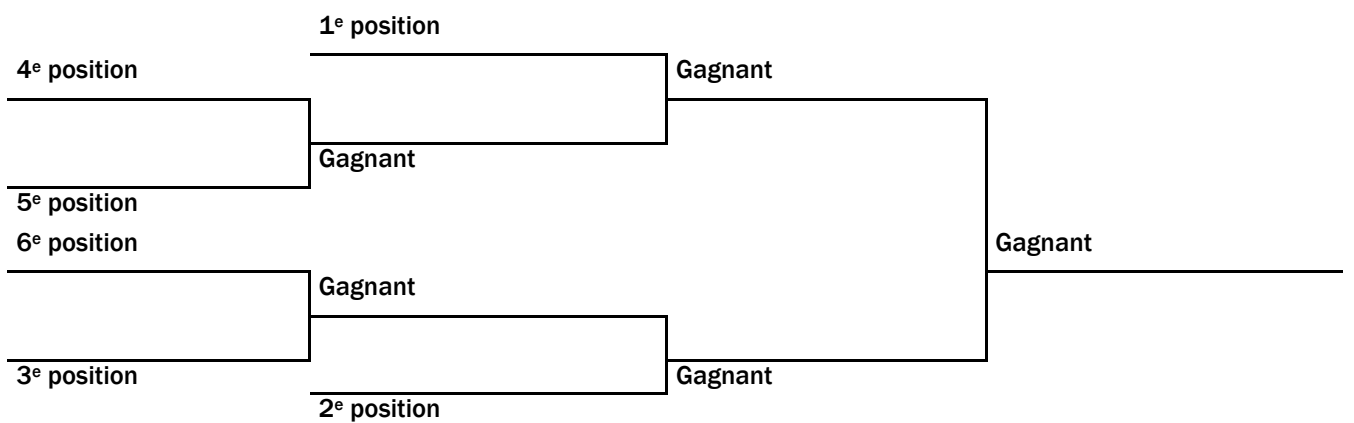 1e position
4e position
Gagnant
Gagnant
5e position
6e position
Gagnant
Gagnant
3e position
Gagnant
2e position